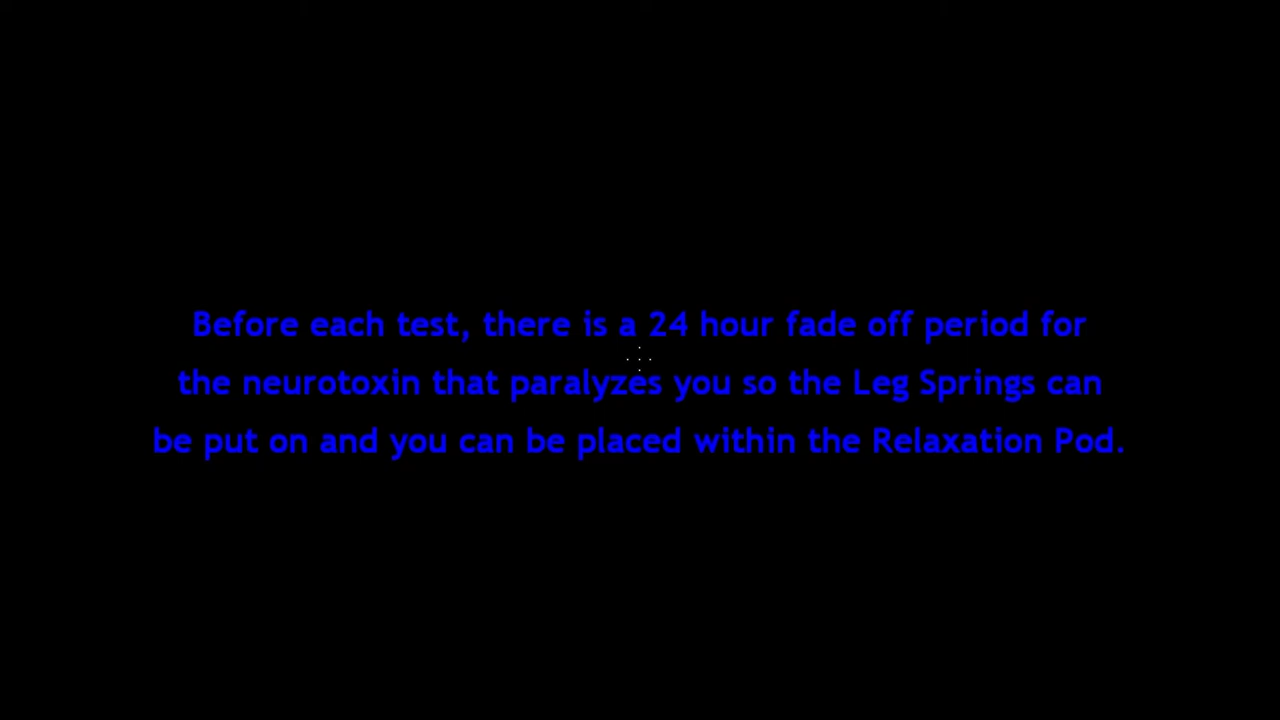 Before each test, there is a 24 hour fade off period for
the neurotoxin that paralyzes you so the Leg Springs can
be put on and you can be placed within the Relaxation Pod.